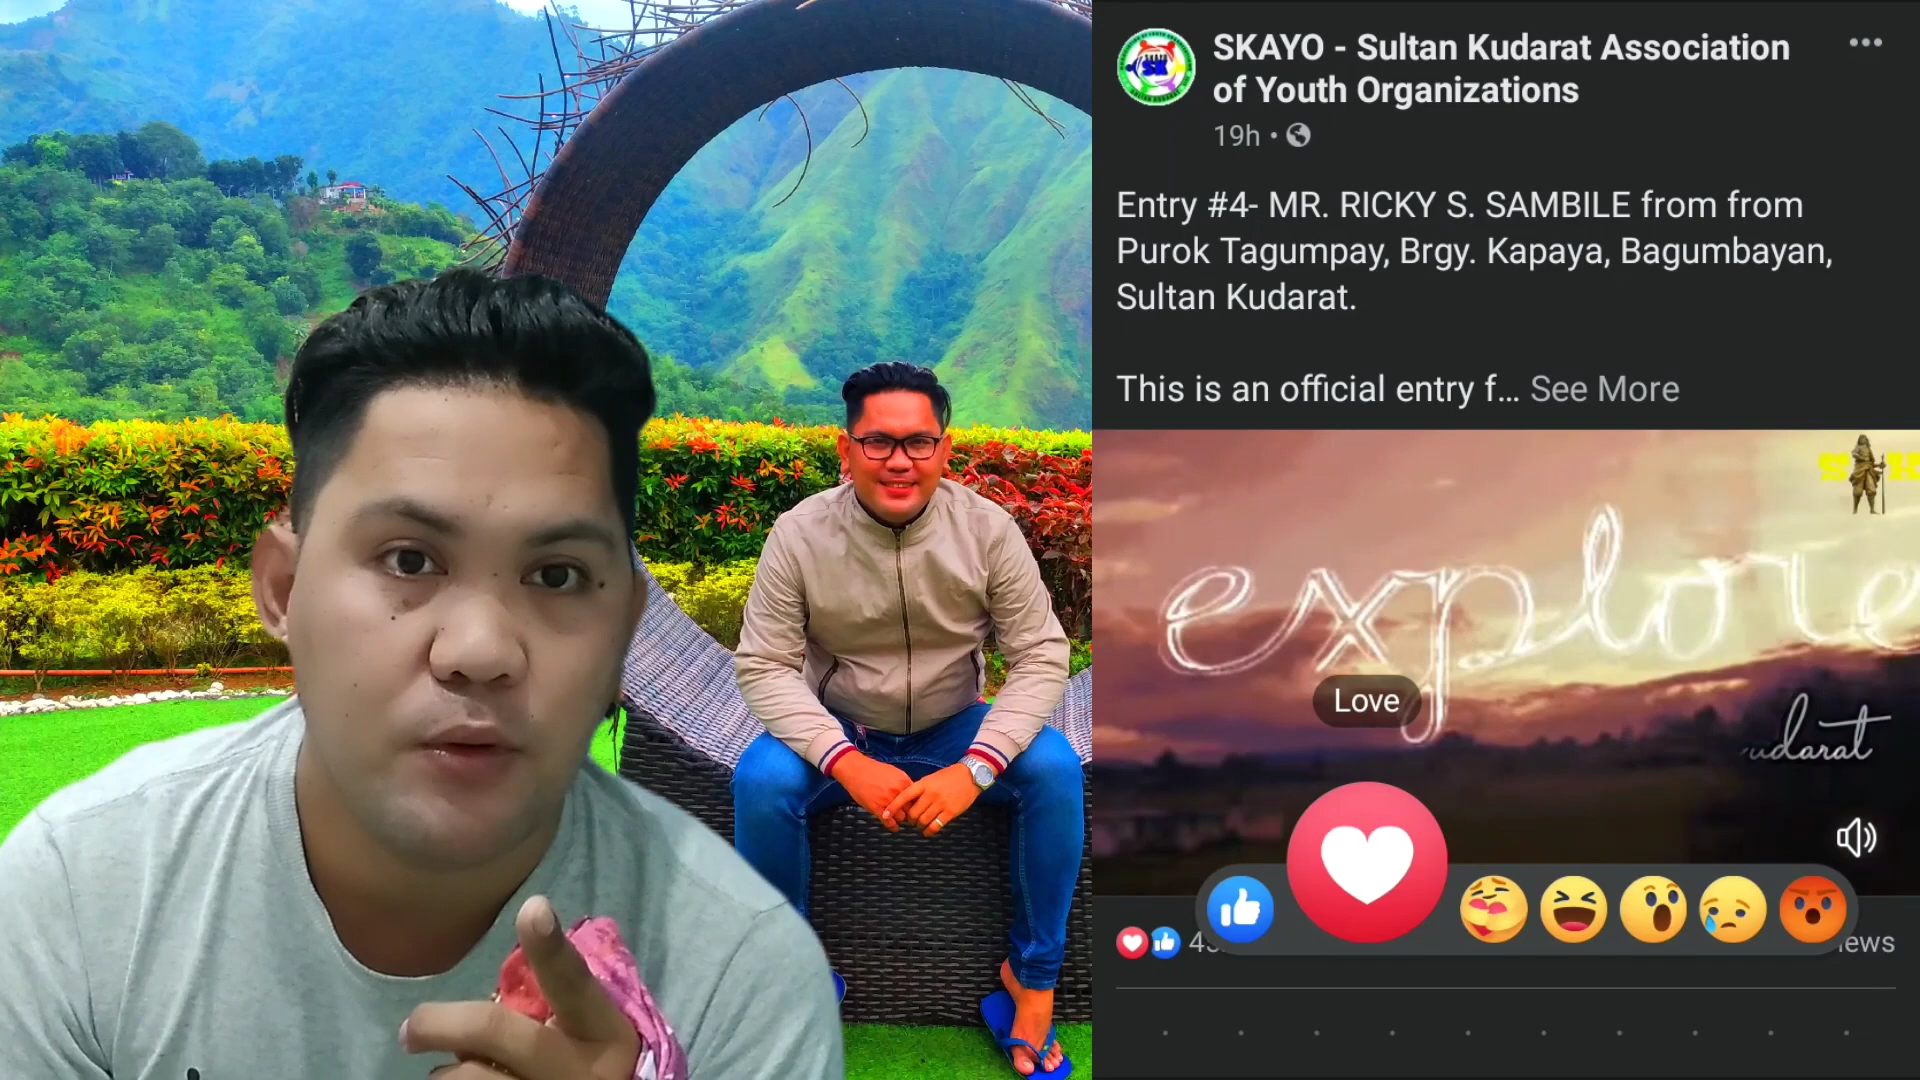 SKAYO - Sultan Kudarat Association
of Youth Organizations
19h •
Entry #4- MR. RICKY S. SAMBILE from from
Purok Tagumpay, Brgy. Kapaya, Bagumbayan,
Sultan Kudarat.
This is an official entry f... See More
explore
Love